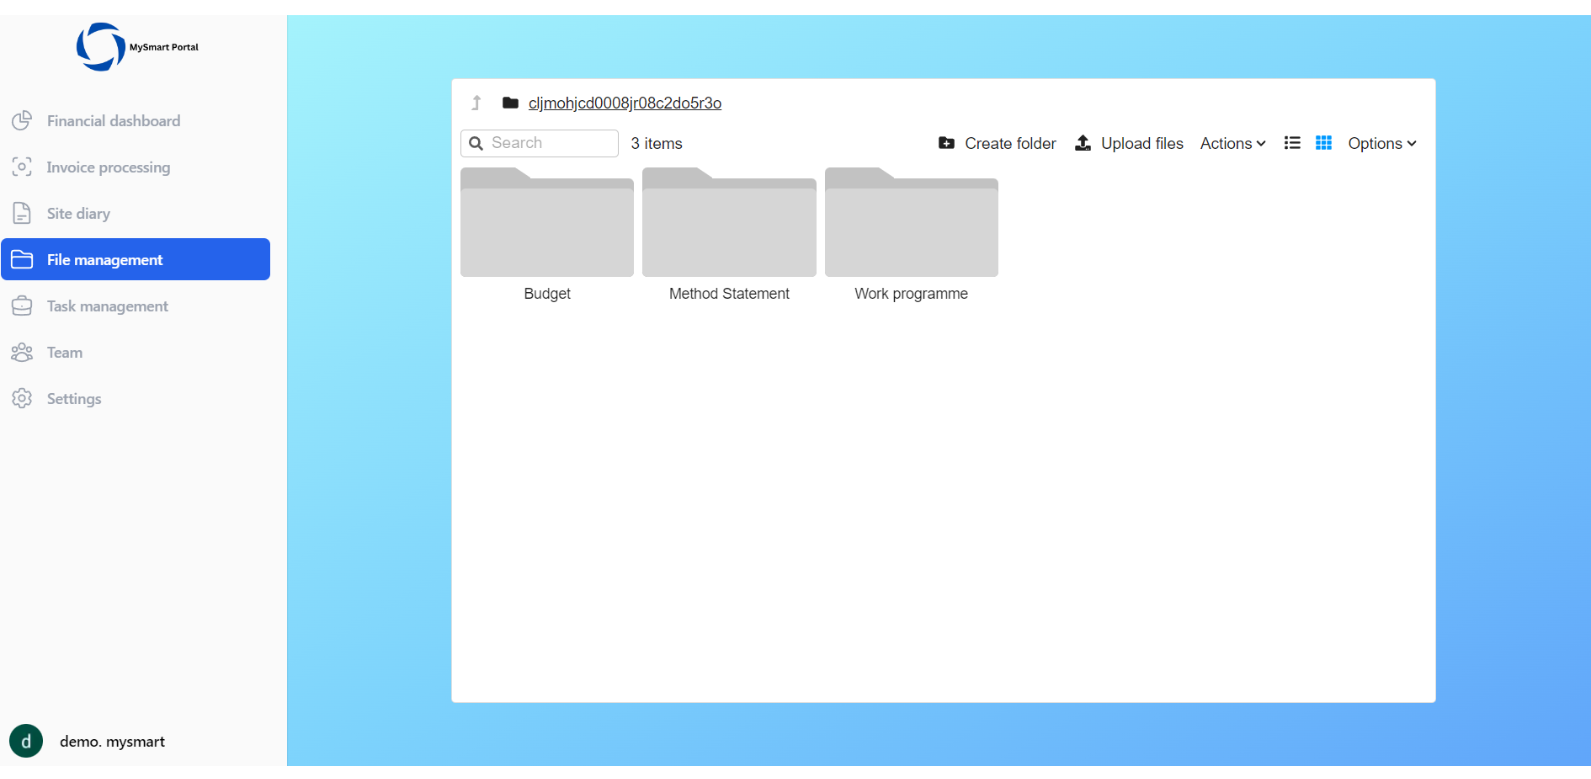 MySmart Portal
Financial dashboard
Invoice processing
Site diary
File management
Task management
Team
Settings
d demo. mysmart
cljmohjcd0008jr08c2do5r3o
Search 3 items Create folder Upload files Actions Options
Budget Method Statement Work programme